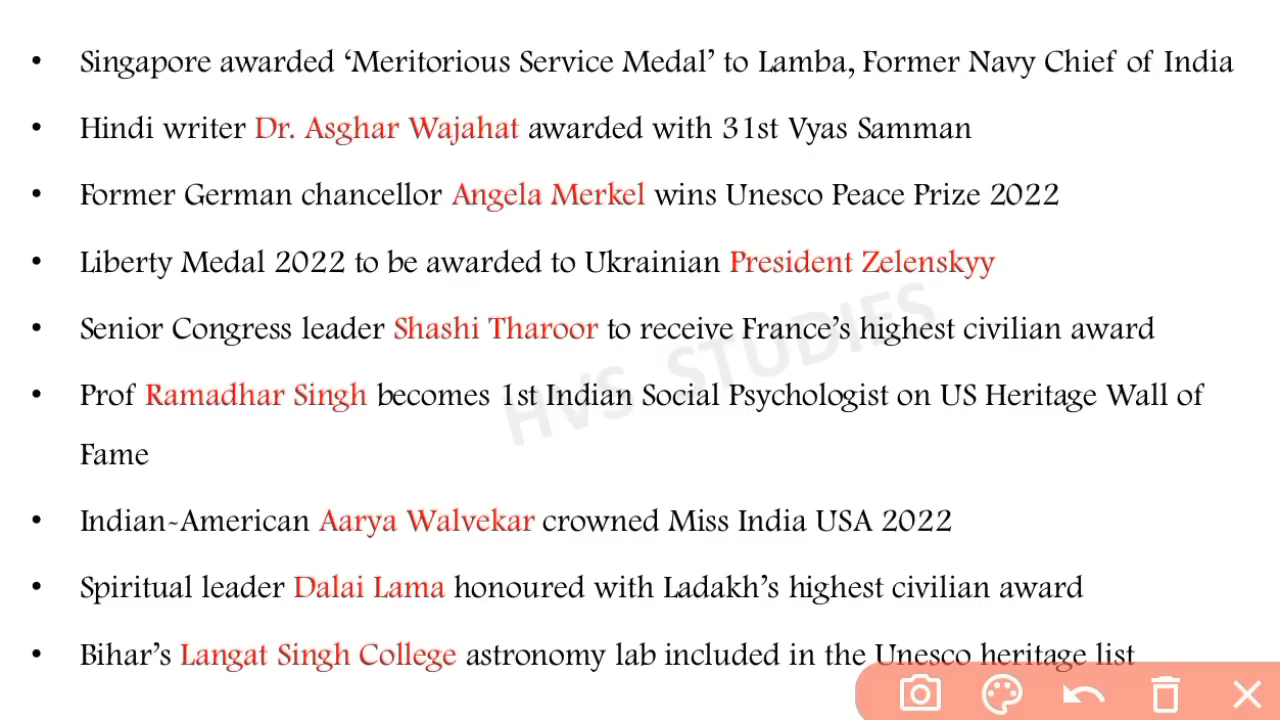 • Singapore awarded ‘Meritorious Service Medal’ to Lamba, Former Navy Chief of India
• Hindi writer Dr. Asghar Wajahat awarded with 31st Vyas Samman
• Former German chancellor Angela Merkel wins Unesco Peace Prize 2022
• Liberty Medal 2022 to be awarded to Ukrainian President Zelenskyy
• Senior Congress leader Shashi Tharoor to receive France’s highest civilian award
• Prof Ramadhar Singh becomes 1st Indian Social Psychologist on US Heritage Wall of
Fame
• Indian-American Aarya Walvekar crowned Miss India USA 2022
• Spiritual leader Dalai Lama honoured with Ladakh’s highest civilian award
• Bihar’s Langat Singh College astronomy lab included in the Unesco heritage list
HVS STUDIES